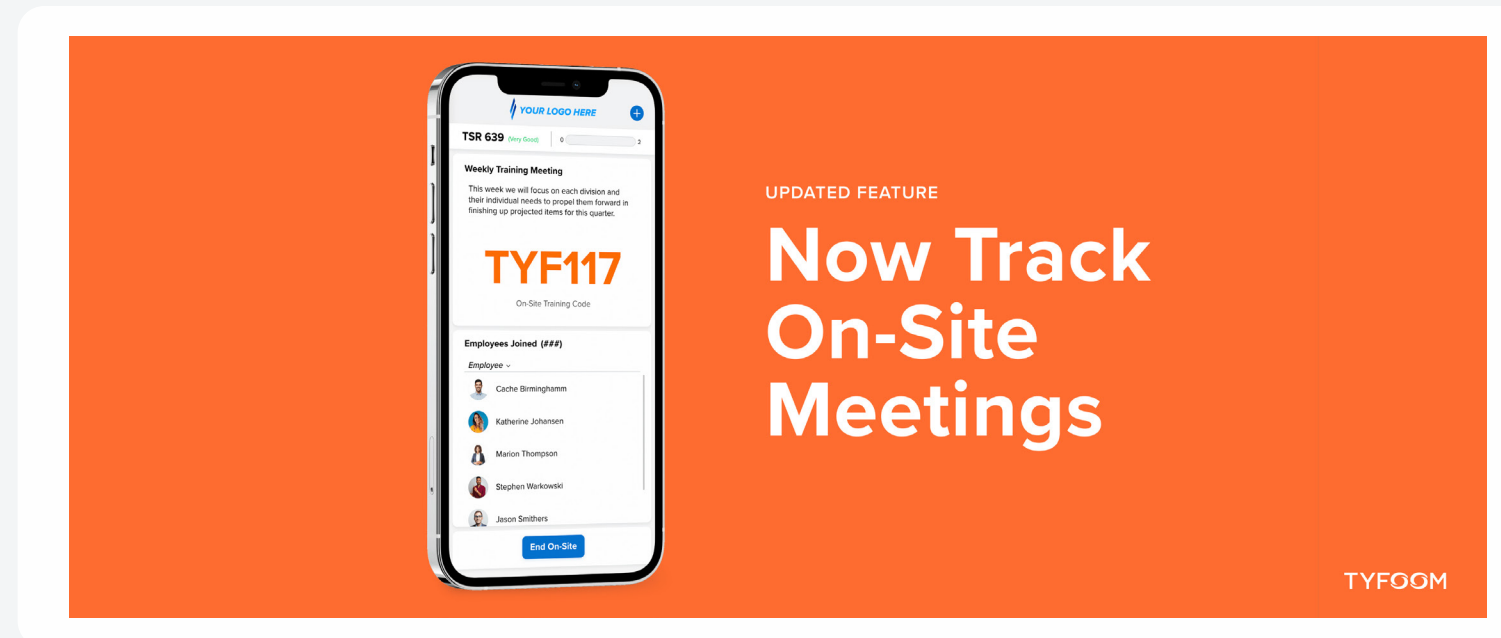 YOUR LOGO HERE
TSR 639 (Very Good) 0 3
Weekly Training Meeting
This week we will focus on each division and
their individual needs to propel them forward in
finishing up projected items for this quarter.
TYF117
On-Site Training Code
Employees Joined (###)
Employee
Cache Birminghamm
Katherine Johansen
Marion Thompson
Stephen Warkowski
Jason Smithers
End On-Site
UPDATED FEATURE
Now Track
On-Site
Meetings
TYFOOM